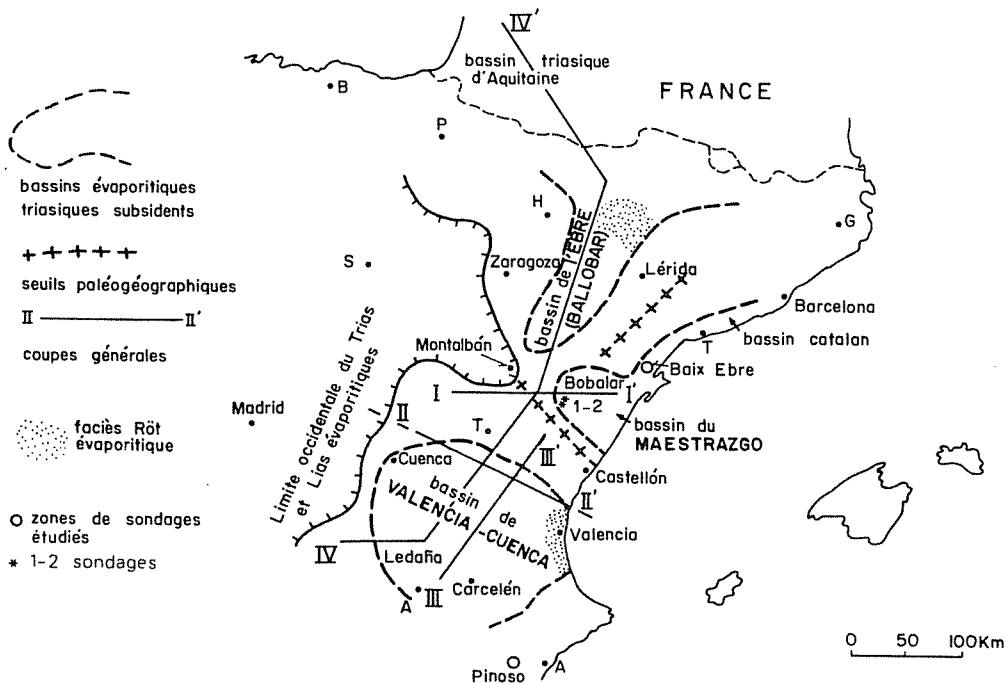 bassins évaporitiques
triasiques subsidents
seuils paléogéographiques
II II'
coupes générales
faciès Röt
évaporitique
zones de sondages
étudiés
* 1-2 sondages
IV'
bassin triasique
d'Aquitaine
FRANCE
B
P
H
G
S
Zaragoza
bassin de l'EBRE
(BALLOBAR)
Lérida
Barcelona
T
bassin catalan
Montalbán
Baix Ebre
Bobalar
* 1-2
I I'
bassin du
MAESTRAZGO
Madrid
Limite occidentale du Trias
et Lias évaporitiques
II
T
III'
Castellón
Cuenca
bassin de
VALENCIA-CUENCA
II'
Valencia
IV
Ledaña
A
III
Carcelén
Pinoso
A
0 50 100Km